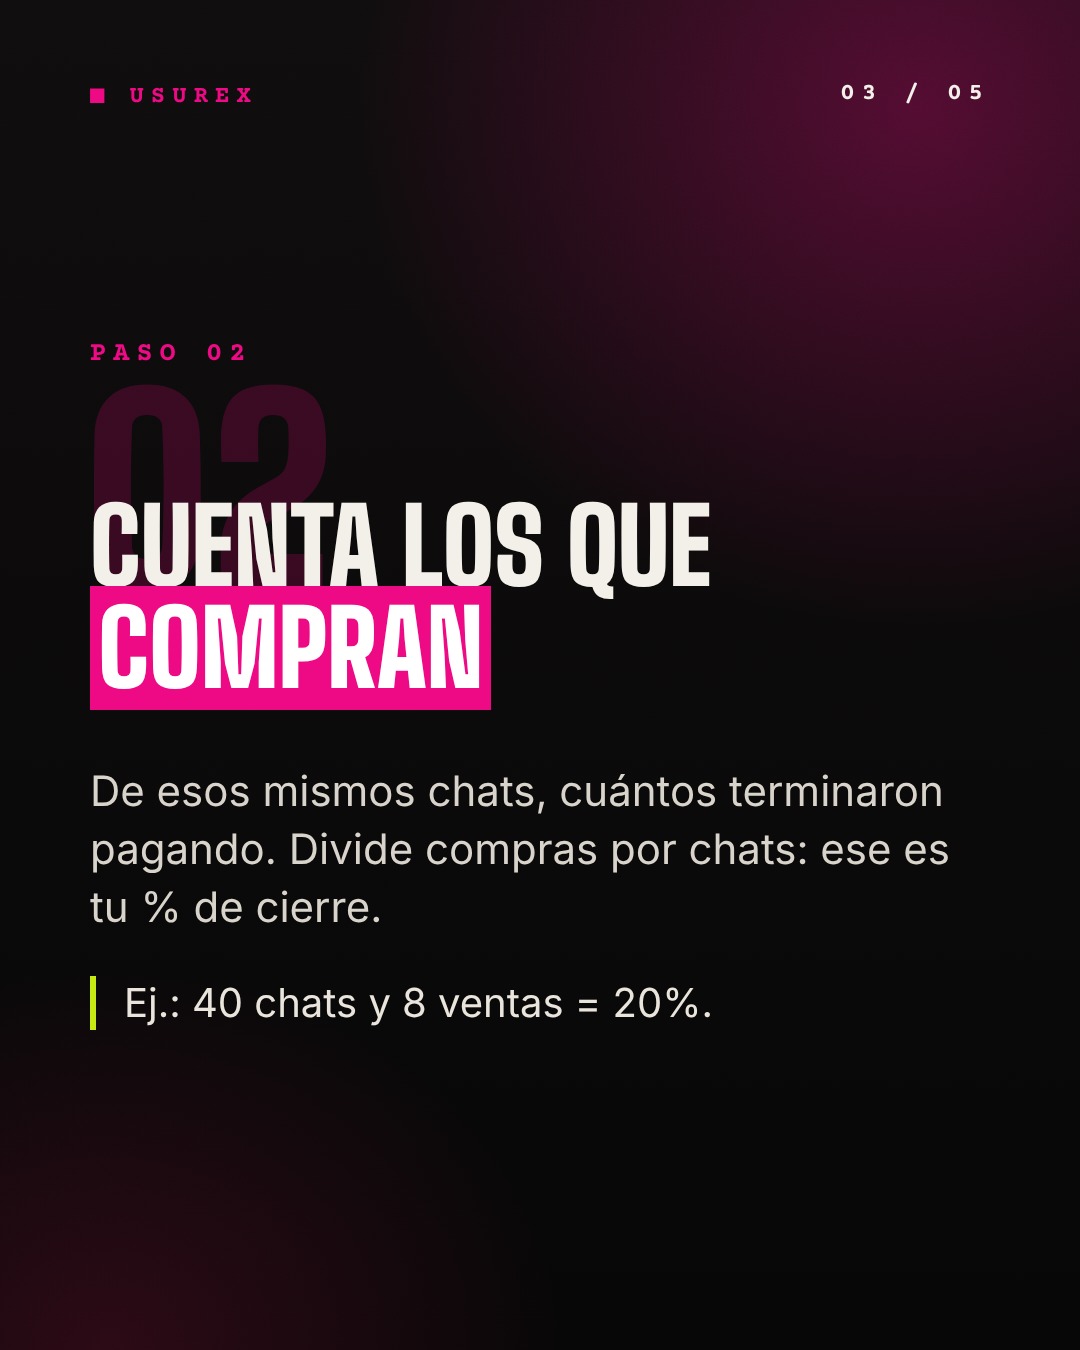 USUREX
03 / 05
PASO 02
02
CUENTA LOS QUE
COMPRAN
De esos mismos chats, cuántos terminaron
pagando. Divide compras por chats: ese es
tu % de cierre.
Ej.: 40 chats y 8 ventas = 20%.